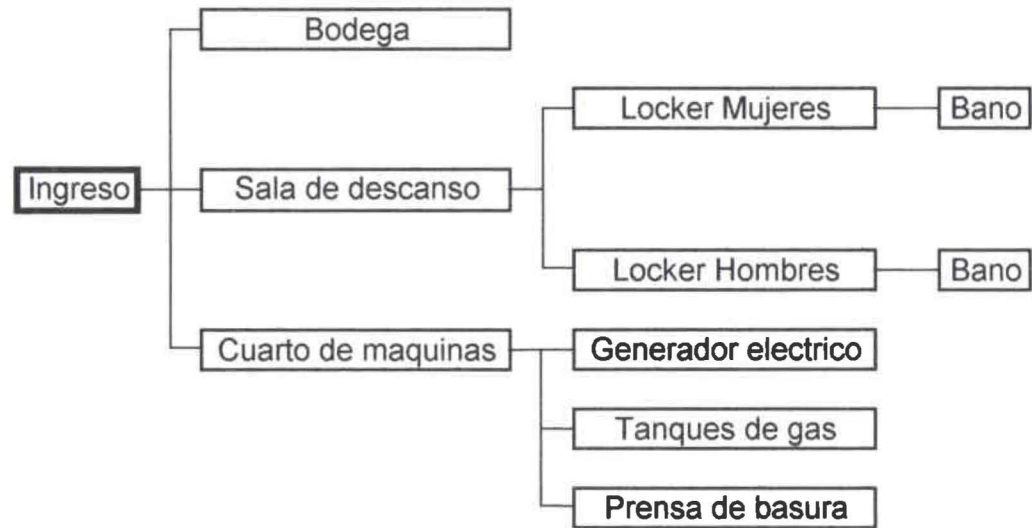 Bodega
Locker Mujeres
Bano
Ingreso
Sala de descanso
Locker Hombres
Bano
Cuarto de maquinas
Generador electrico
Tanques de gas
Prensa de basura